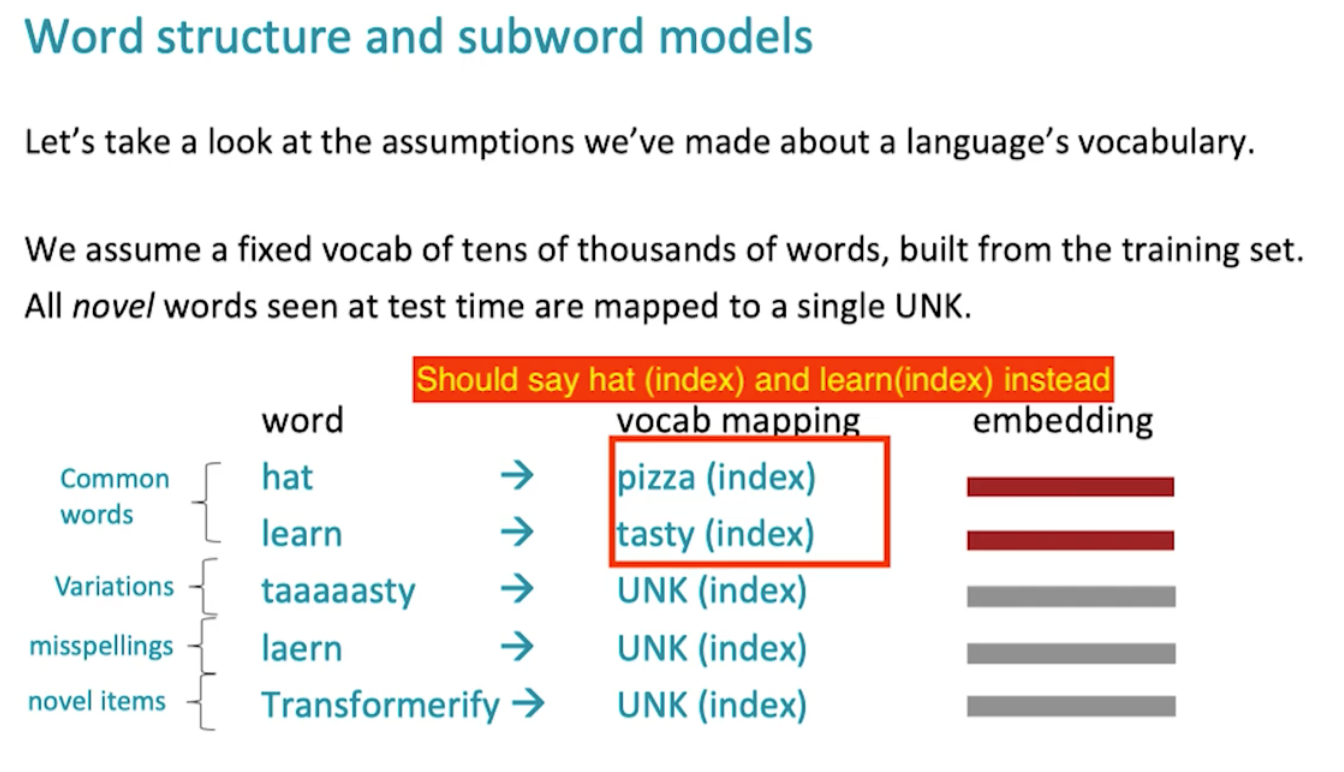 Word structure and subword models
Let's take a look at the assumptions we've made about a language's vocabulary.
We assume a fixed vocab of tens of thousands of words, built from the training set.
All novel words seen at test time are mapped to a single UNK.
Should say hat (index) and learn(index) instead
word vocab mapping embedding
Common words hat → pizza (index)
learn → tasty (index)
Variations taaaaasty → UNK (index)
misspellings laern → UNK (index)
novel items Transformerify → UNK (index)